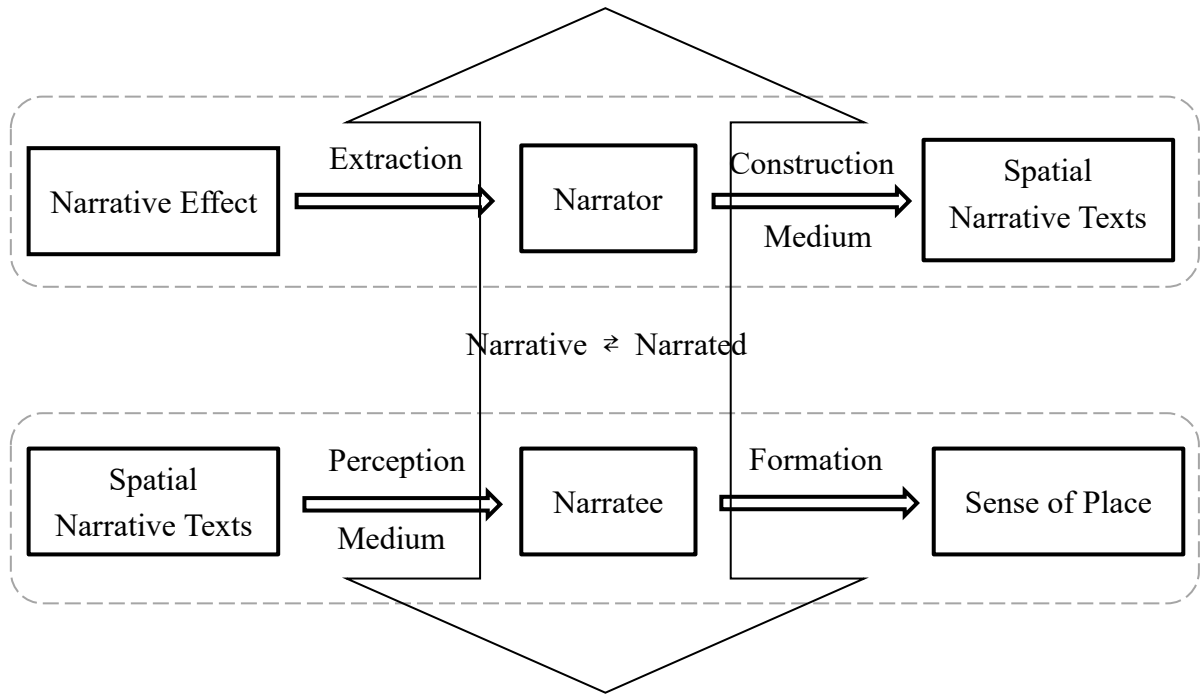 Extraction
Construction
Spatial
Narrative Effect
Narrator
Narrative Texts
Medium
Narrative ⇄ Narrated
Perception
Formation
Spatial
Narratee
Sense of Place
Narrative Texts
Medium